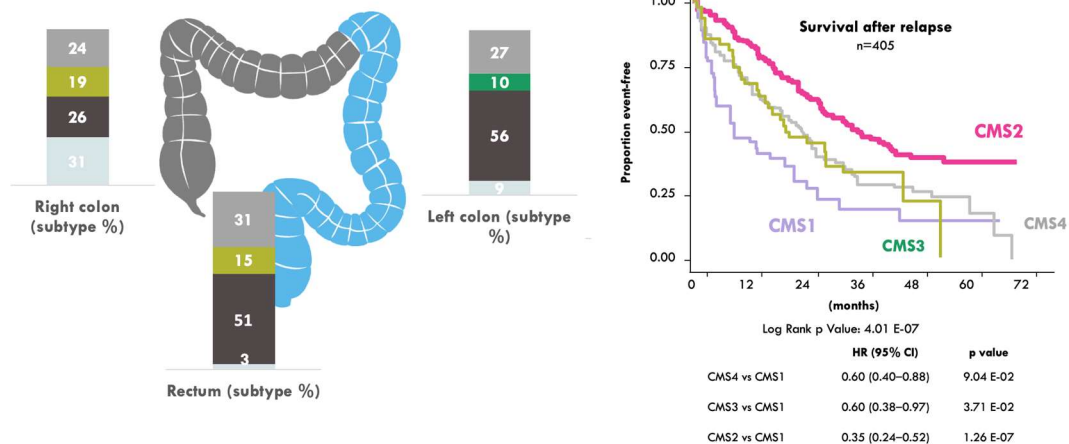 24
19
26
31
Right colon
(subtype %)
31
15
51
3
Rectum (subtype %)
27
10
56
9
Left colon (subtype
%)
Survival after relapse
n=405
Proportion event-free
1.00
0.75
0.50
0.25
0.00
CMS2
CMS1
CMS3
CMS4
0 12 24 36 48 60 72
(months)
Log Rank p Value: 4.01 E-07
HR (95% CI) p value
CMS4 vs CMS1 0.60 (0.40–0.88) 9.04 E-02
CMS3 vs CMS1 0.60 (0.38–0.97) 3.71 E-02
CMS2 vs CMS1 0.35 (0.24–0.52) 1.26 E-07